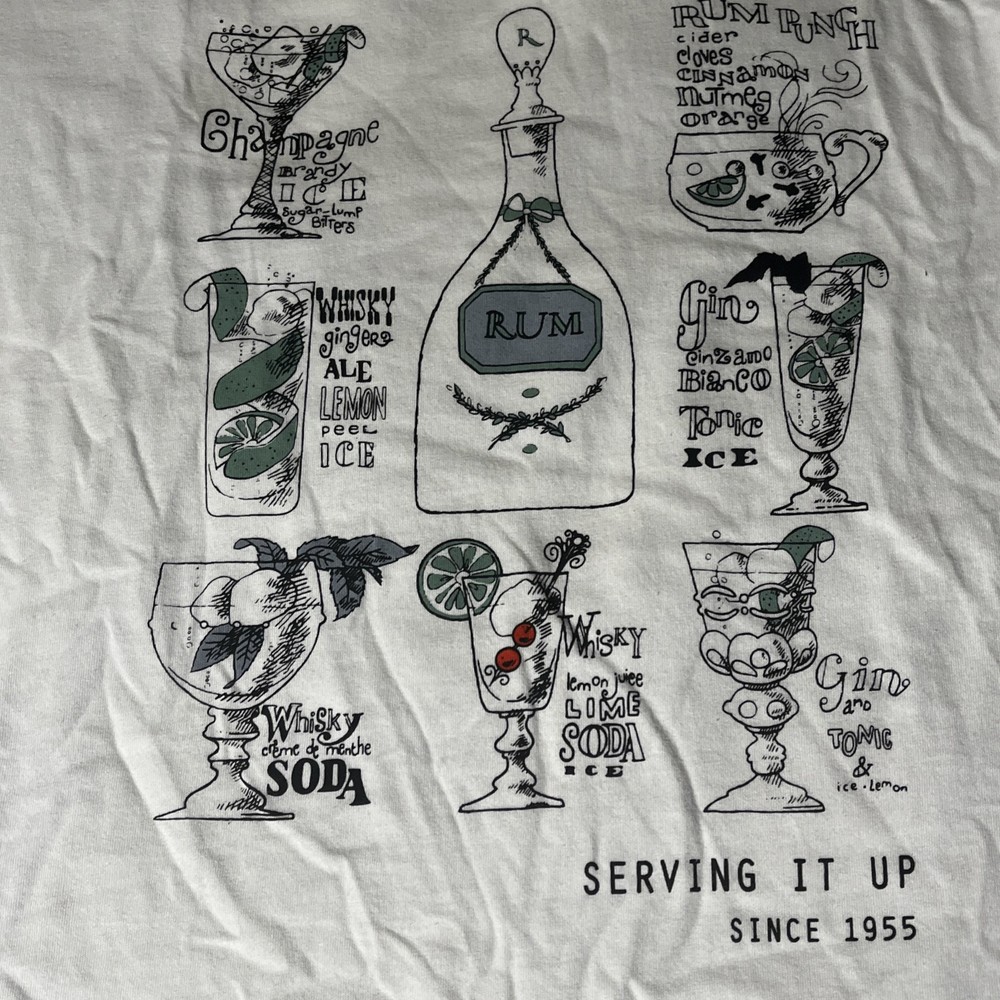 Champagne
Brandy
ICE
sugar-lump
Bitters
R
RUM
RUM PUNCH
cider
cloves
cinnamon
nutmeg
orange
WHISKY
ginger
ALE
LEMON
peel
ICE
Gin
cinzano
BiancO
Tonic
ICE
Whisky
crème de menthe
SODA
WhisKY
lemon juice
LIME
SODA
ICE
Gin
and
TONIC
&
ice·Lemon
SERVING IT UP
SINCE 1955